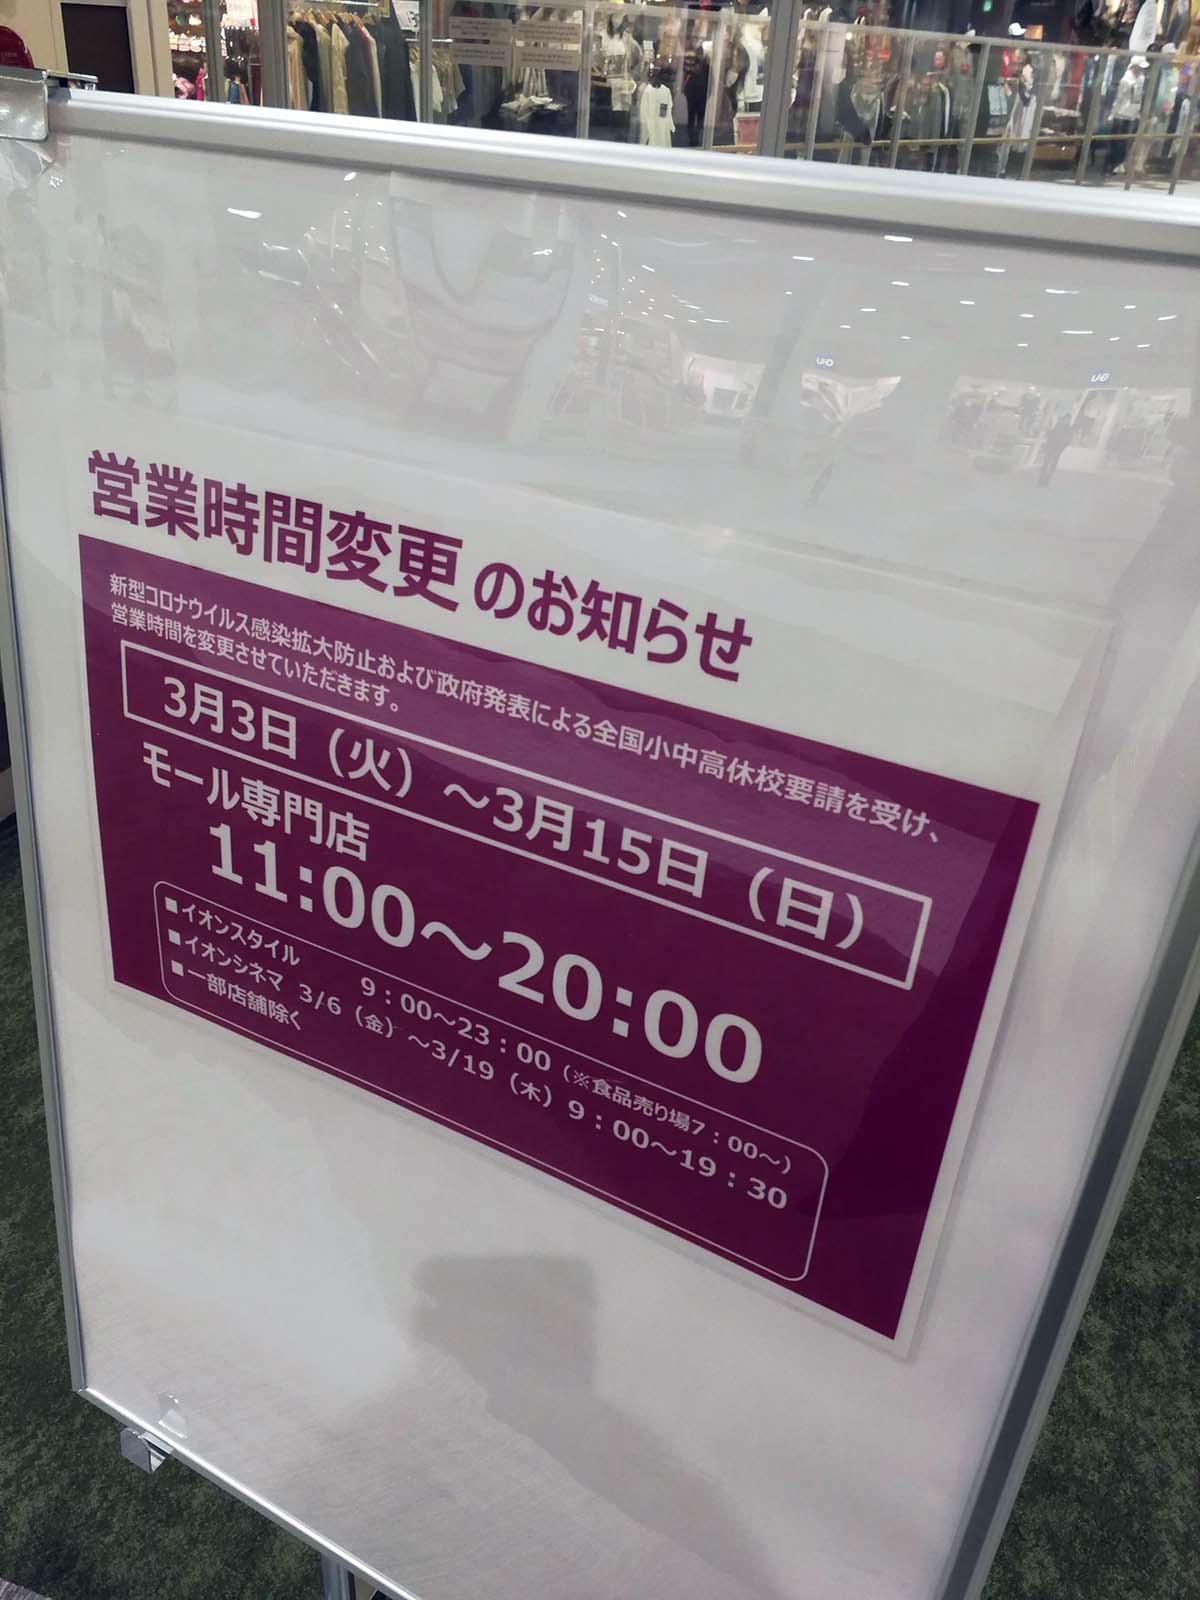 営業時間変更のお知らせ
新型コロナウイルス感染拡大防止および政府発表による全国小中高休校要請を受け、
営業時間を変更させていただきます。
3月3日（火）～3月15日（日）
モール専門店
11:00～20:00
■イオンスタイル 9：00～23：00（※食品売り場7：00～）
■イオンシネマ 3/6（金）～3/19（木）9：00～19：30
■一部店舗除く